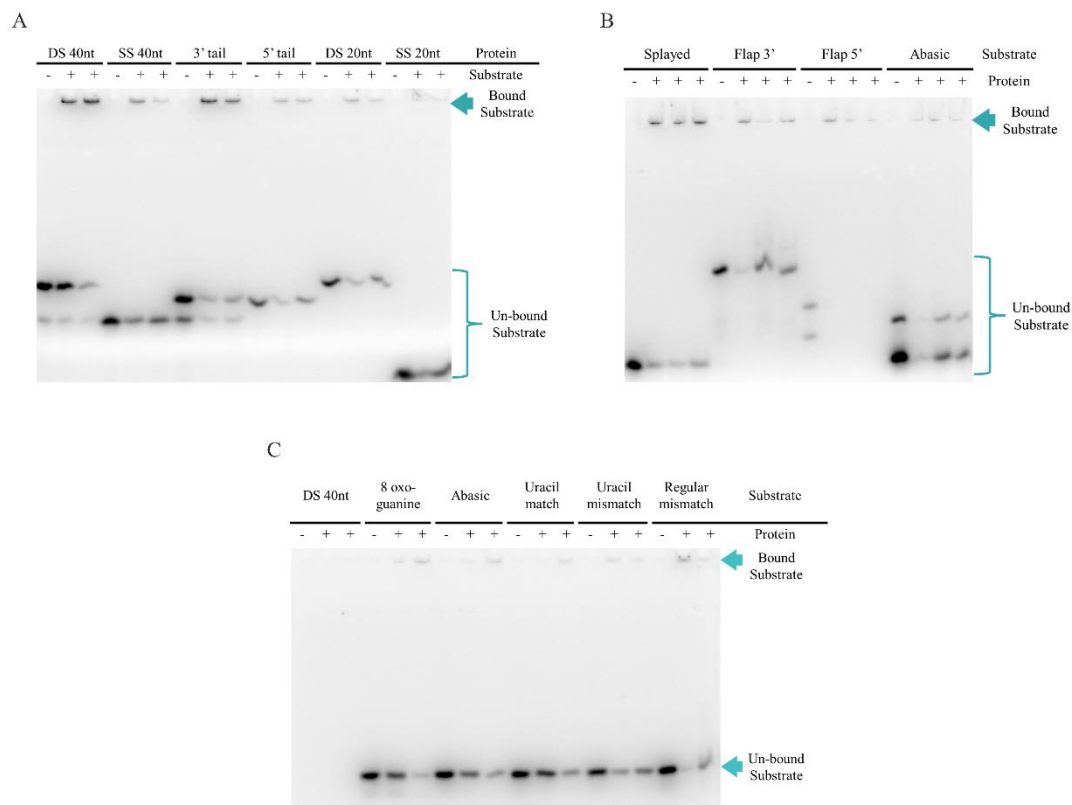 A
DS 40nt SS 40nt 3’ tail 5’ tail DS 20nt SS 20nt Protein
- + + - + + - + + - + + - + + - + + Substrate
Bound
Substrate
Un-bound
Substrate
B
Splayed Flap 3’ Flap 5’ Abasic Substrate
- + + + - + + + - + + + - + + + Protein
Bound
Substrate
Un-bound
Substrate
C
DS 40nt 8 oxo-guanine Abasic Uracil match Uracil mismatch Regular mismatch Substrate
- + + - + + - + + - + + - + + - + + Protein
Bound
Substrate
Un-bound
Substrate